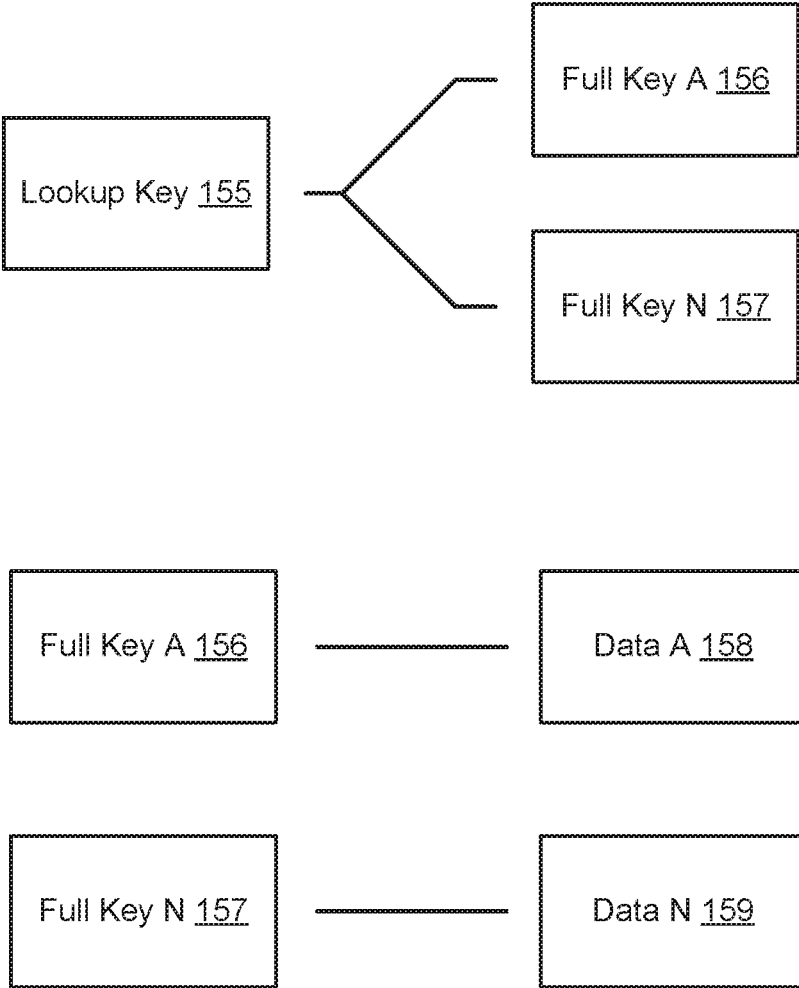 Full Key A 156
Lookup Key 155
Full Key N 157
Full Key A 156
Data A 158
Full Key N 157
Data N 159